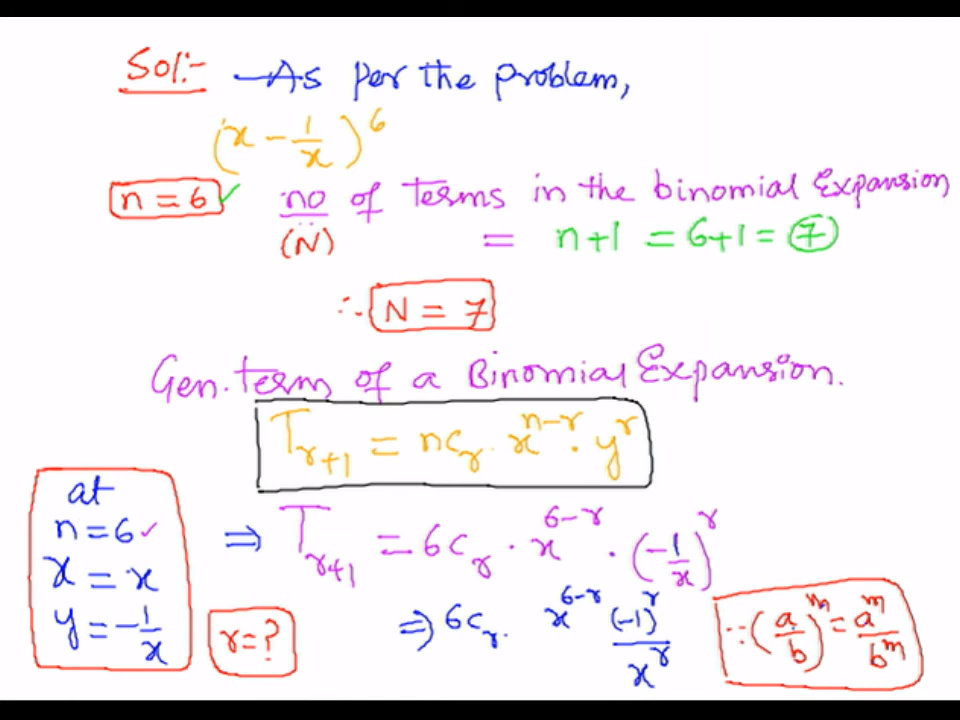 Sol:- As per the problem,
(x - 1/x)^6
n = 6 ✓ no of terms in the binomial Expansion
(N) = n+1 = 6+1 = 7
∴ N = 7
Gen. term of a Binomial Expansion.
T_{r+1} = nC_r . x^{n-r} . y^r
at
n = 6 ✓
x = x
y = -1/x
⇒ T_{r+1} = 6C_r . x^{6-r} . (-1/x)^r
r = ?
⇒ 6C_r . x^{6-r} (-1)^r/x^r
∵ (a/b)^m = a^m/b^m